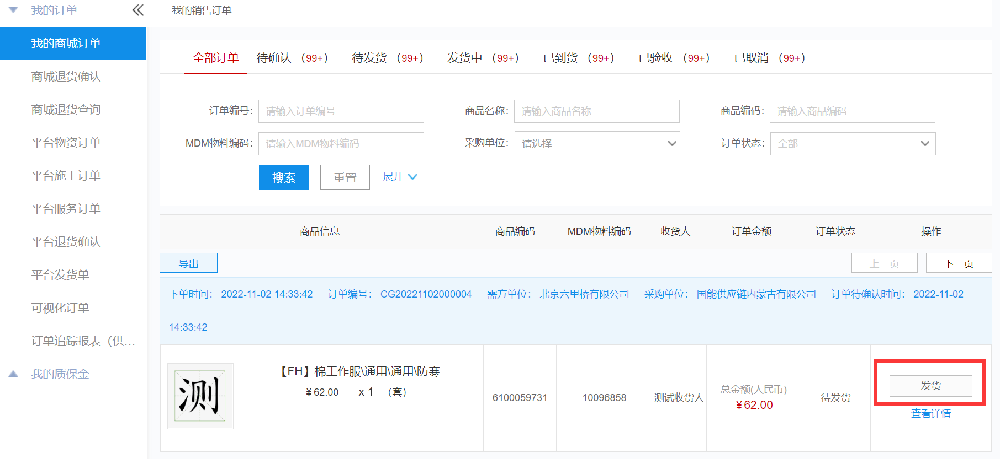 我的订单
我的商城订单
商城退货确认
商城退货查询
平台物资订单
平台施工订单
平台服务订单
平台退货确认
平台发货单
可视化订单
订单追踪报表（供…
我的质保金
我的销售订单
全部订单 待确认 （99+） 待发货 （99+） 发货中 （99+） 已到货 （99+） 已验收 （99+） 已取消 （99+）
订单编号: 请输入订单编号 商品名称: 请输入商品名称 商品编码: 请输入商品编码
MDM物料编码: 请输入MDM物料编码 采购单位: 请选择 订单状态: 全部
搜索 重置 展开
商品信息 商品编码 MDM物料编码 收货人 订单金额 订单状态 操作
导出 上一页 下一页
下单时间: 2022-11-02 14:33:42 订单编号: CG20221102000004 需方单位: 北京六里桥有限公司 采购单位: 国能供应链内蒙古有限公司 订单待确认时间: 2022-11-02
14:33:42
测
【FH】棉工作服\通用\通用\防寒
¥62.00 x 1 （套）
6100059731
10096858
测试收货人
总金额(人民币)
¥62.00
待发货
发货
查看详情